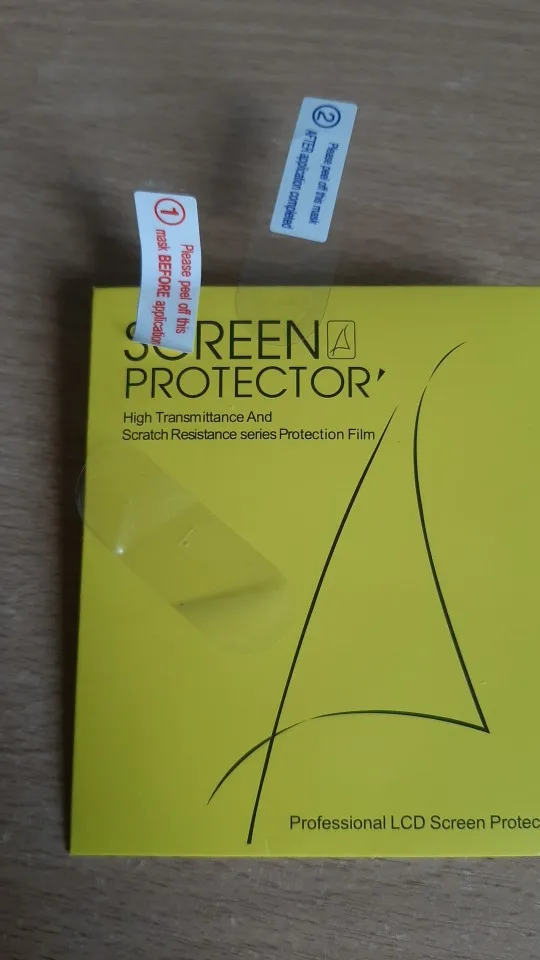 ② Please peel off this mask
AFTER application completed
① Please peel off this
mask BEFORE application
SCREEN
PROTECTOR
High Transmittance And
Scratch Resistance series Protection Film
Professional LCD Screen Protec